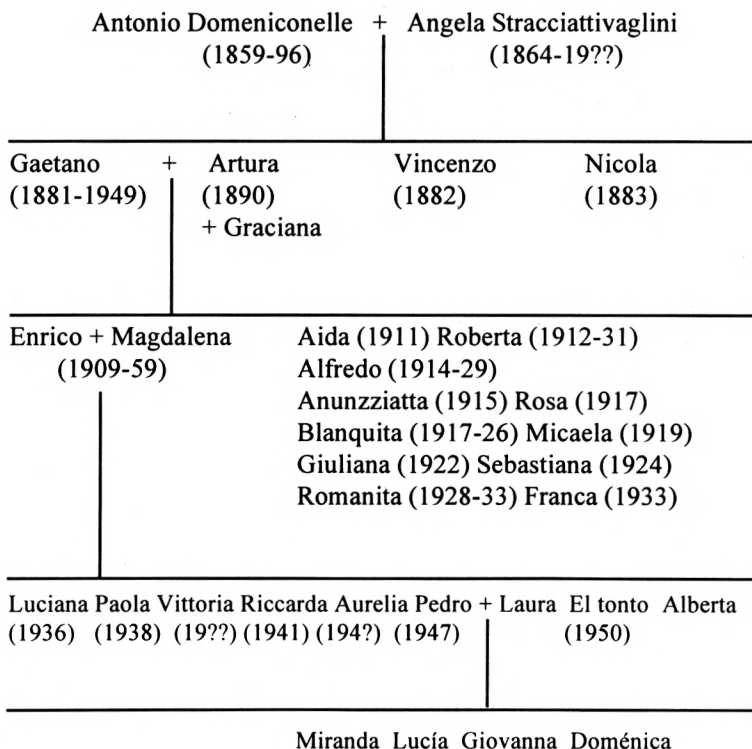 Antonio Domeniconelle + Angela Stracciattivaglini
(1859-96) (1864-19??)
Gaetano + Artura Vincenzo Nicola
(1881-1949) (1890) (1882) (1883)
+ Graciana
Enrico + Magdalena Aida (1911) Roberta (1912-31)
(1909-59) Alfredo (1914-29)
Anunzziatta (1915) Rosa (1917)
Blanquita (1917-26) Micaela (1919)
Giuliana (1922) Sebastiana (1924)
Romanita (1928-33) Franca (1933)
Luciana Paola Vittoria Riccarda Aurelia Pedro + Laura El tonto Alberta
(1936) (1938) (19??) (1941) (194?) (1947) (1950)
Miranda Lucía Giovanna Doménica